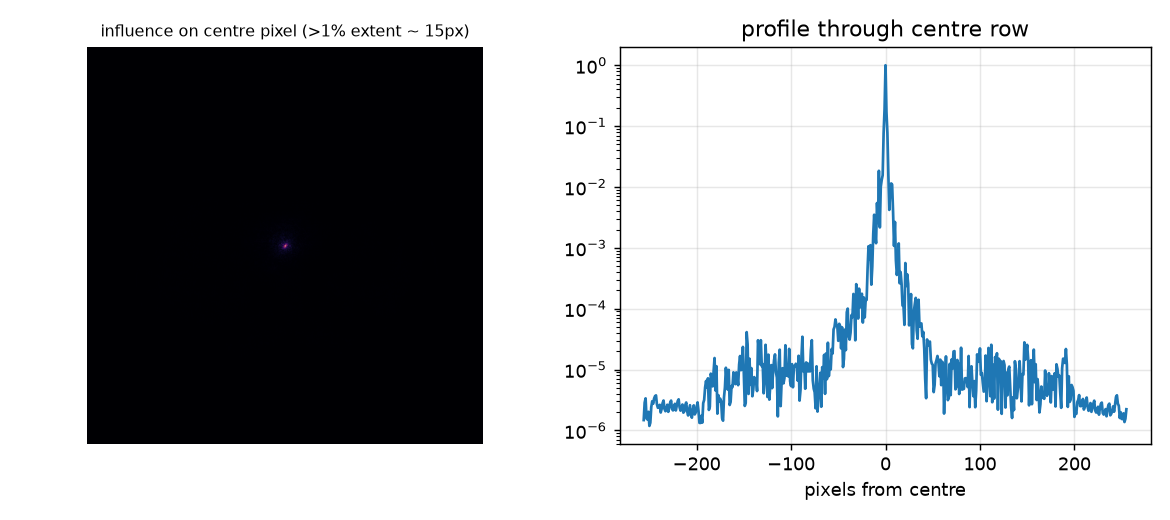 influence on centre pixel (>1% extent ~ 15px)
profile through centre row
10⁰
10⁻¹
10⁻²
10⁻³
10⁻⁴
10⁻⁵
10⁻⁶
−200 −100 0 100 200
pixels from centre